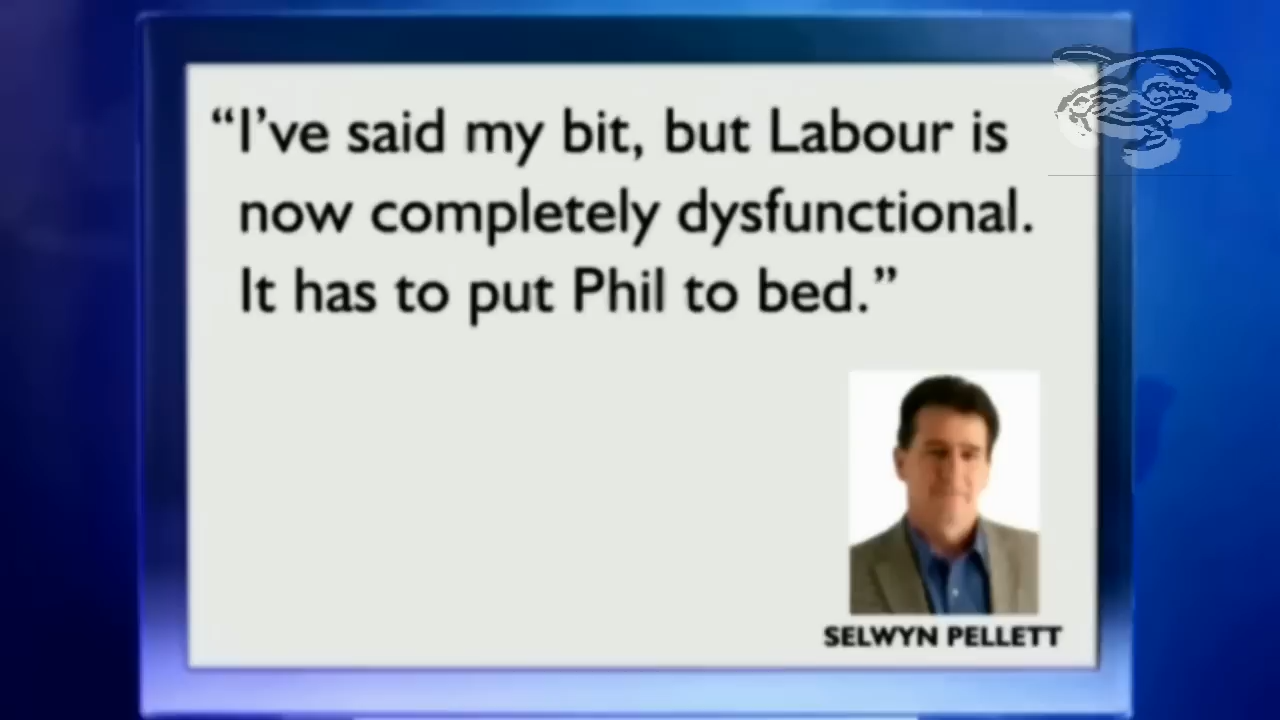 “I’ve said my bit, but Labour is
now completely dysfunctional.
It has to put Phil to bed.”
SELWYN PELLETT